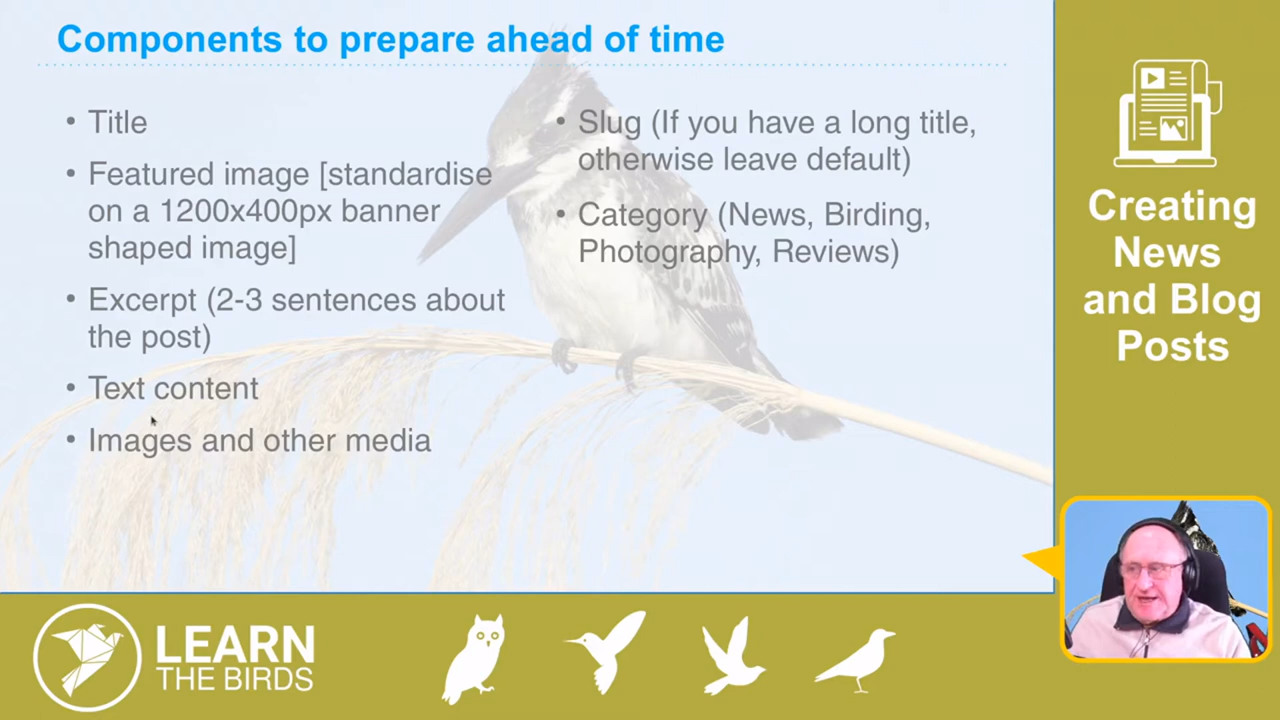 Components to prepare ahead of time
• Title
• Featured image [standardise
on a 1200x400px banner
shaped image]
• Excerpt (2-3 sentences about
the post)
• Text content
• Images and other media
• Slug (If you have a long title,
otherwise leave default)
• Category (News, Birding,
Photography, Reviews)
Creating
News
and Blog
Posts
LEARN
THE BIRDS